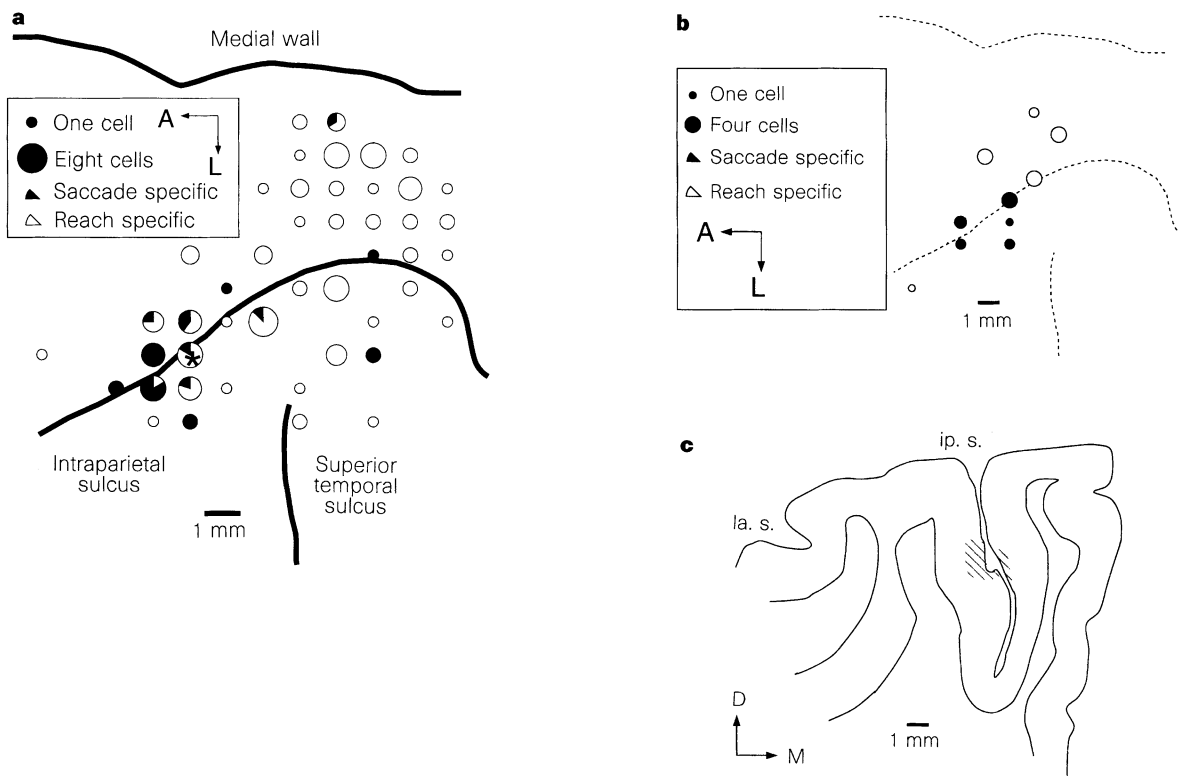 a
Medial wall
A
L
One cell
Eight cells
Saccade specific
Reach specific
*
Intraparietal
sulcus
Superior
temporal
sulcus
1 mm
b
One cell
Four cells
Saccade specific
Reach specific
A
L
1 mm
c
ip. s.
la. s.
D
M
1 mm